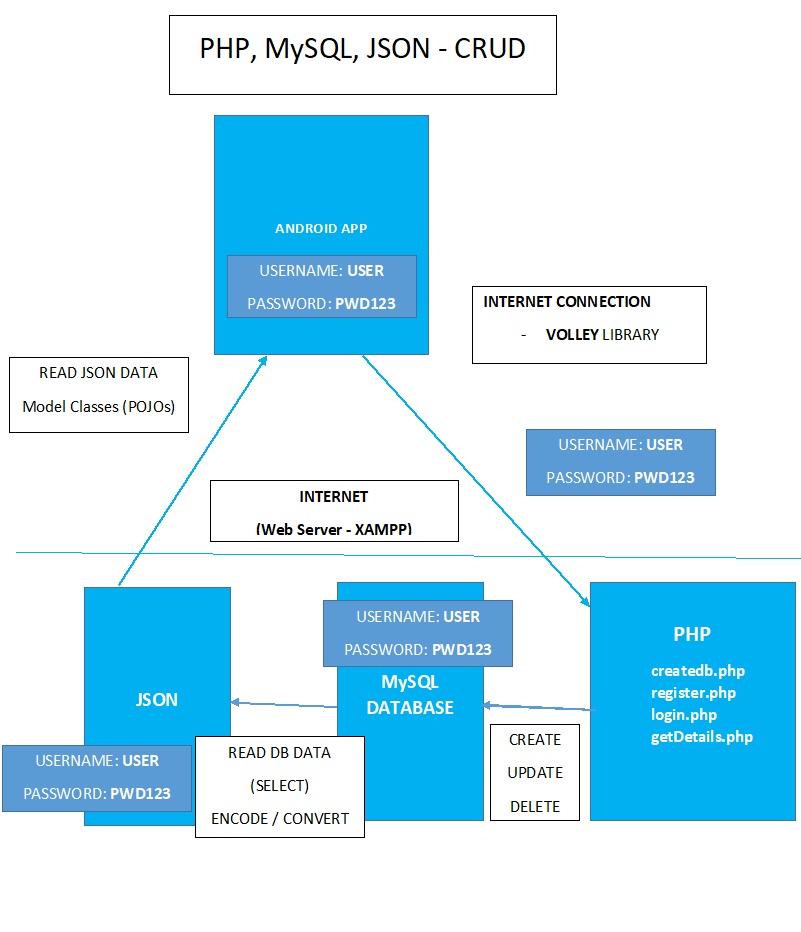 PHP, MySQL, JSON - CRUD
ANDROID APP
USERNAME: USER
PASSWORD: PWD123
INTERNET CONNECTION
- VOLLEY LIBRARY
READ JSON DATA
Model Classes (POJOs)
USERNAME: USER
PASSWORD: PWD123
INTERNET
(Web Server - XAMPP)
JSON
USERNAME: USER
PASSWORD: PWD123
READ DB DATA
(SELECT)
ENCODE / CONVERT
USERNAME: USER
PASSWORD: PWD123
MySQL
DATABASE
CREATE
UPDATE
DELETE
PHP
createdb.php
register.php
login.php
getDetails.php